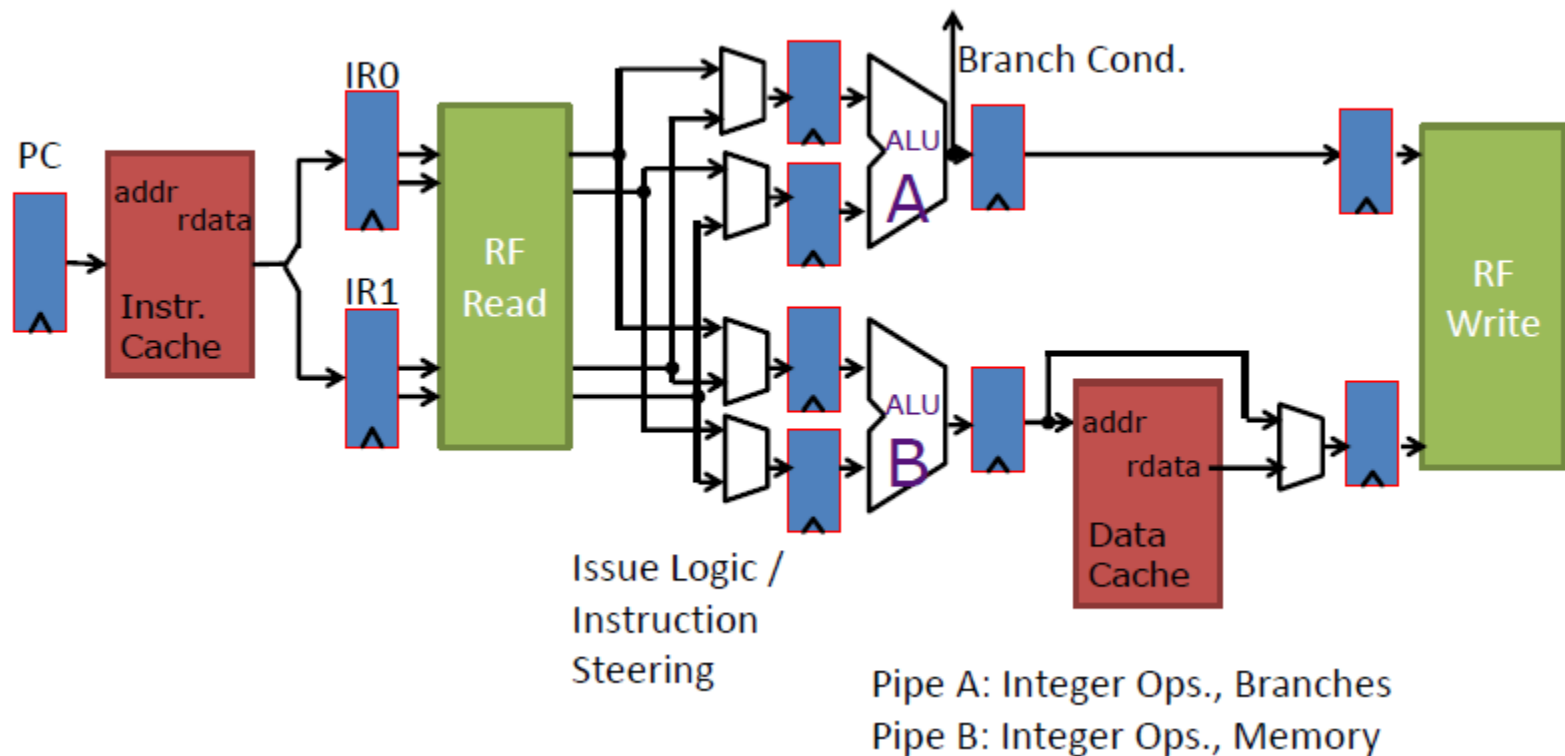 Branch Cond.
IR0
PC
addr
rdata
Instr.
Cache
IR1
RF
Read
ALU
A
ALU
B
addr
rdata
Data
Cache
RF
Write
Issue Logic /
Instruction
Steering
Pipe A: Integer Ops., Branches
Pipe B: Integer Ops., Memory